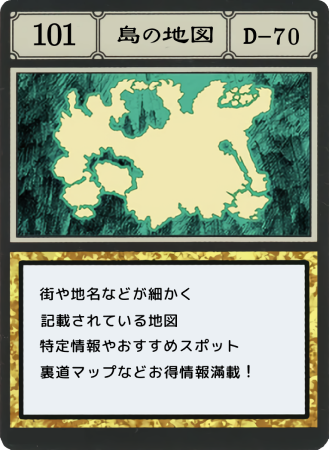 101 島の地図 D-70
街や地名などが細かく
記載されている地図
特定情報やおすすめスポット
裏道マップなどお得情報満載！